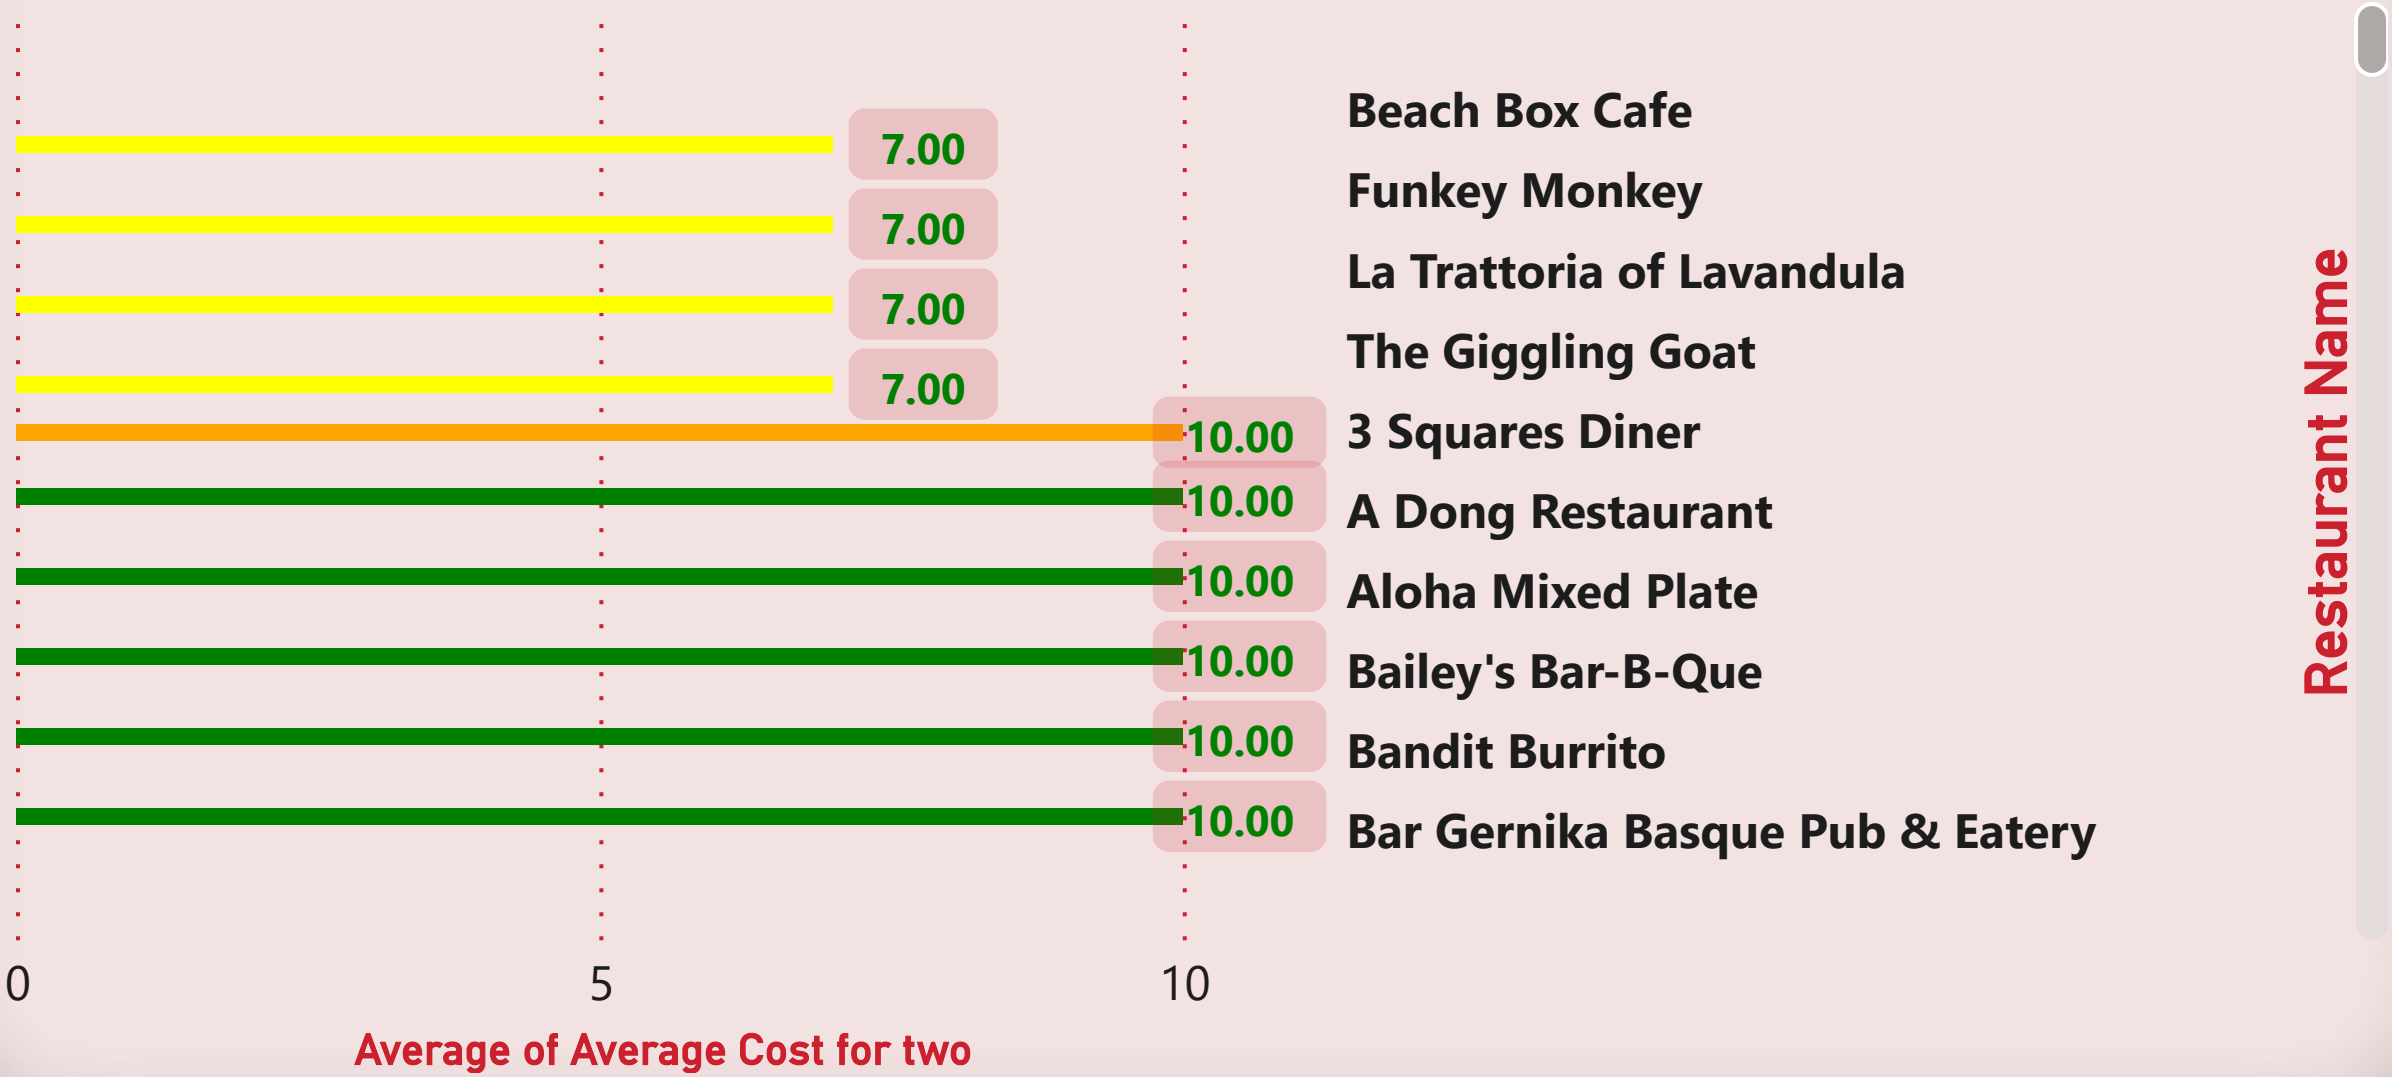 Beach Box Cafe
7.00
Funkey Monkey
7.00
La Trattoria of Lavandula
7.00
The Giggling Goat
7.00
3 Squares Diner
10.00
A Dong Restaurant
10.00
Aloha Mixed Plate
10.00
Bailey's Bar-B-Que
10.00
Bandit Burrito
10.00
Bar Gernika Basque Pub & Eatery
10.00
Restaurant Name
0 5 10
Average of Average Cost for two